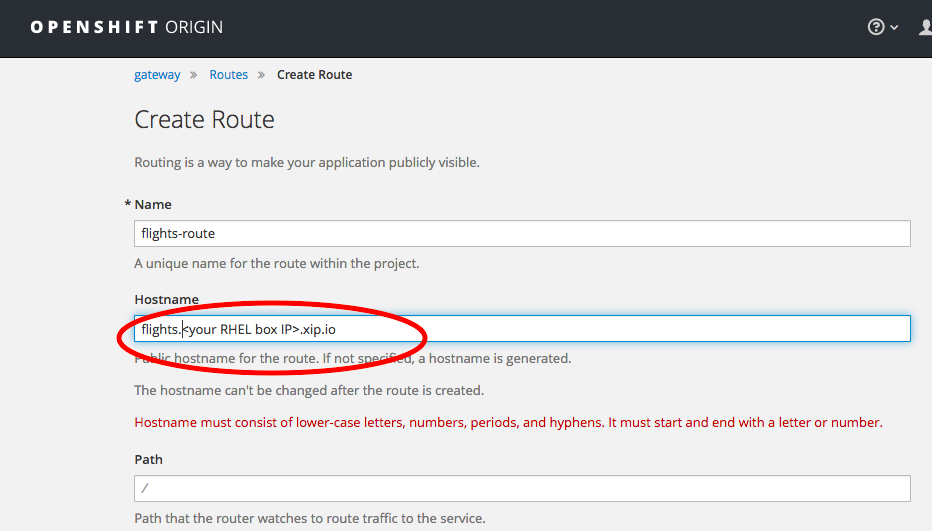 OPENSHIFT ORIGIN
gateway » Routes » Create Route
Create Route
Routing is a way to make your application publicly visible.
* Name
flights-route
A unique name for the route within the project.
Hostname
flights.<your RHEL box IP>.xip.io
Public hostname for the route. If not specified, a hostname is generated.
The hostname can't be changed after the route is created.
Hostname must consist of lower-case letters, numbers, periods, and hyphens. It must start and end with a letter or number.
Path
/
Path that the router watches to route traffic to the service.